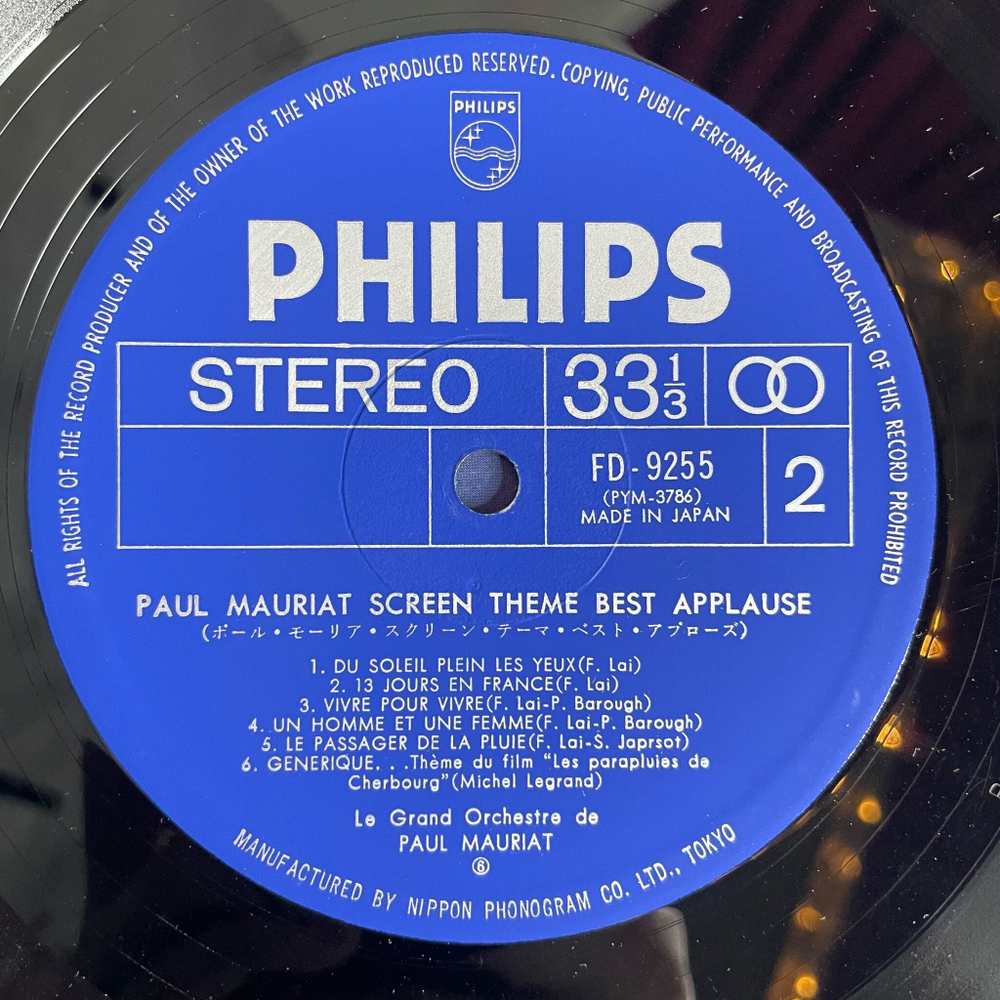 ALL RIGHTS OF THE RECORD PRODUCER AND OF THE OWNER OF THE WORK REPRODUCED RESERVED. COPYING, PUBLIC PERFORMANCE AND BROADCASTING OF THIS RECORD PROHIBITED
PHILIPS
PHILIPS
STEREO 33 1/3
FD-9255
(PYM-3786)
MADE IN JAPAN
2
PAUL MAURIAT SCREEN THEME BEST APPLAUSE
(ポール・モーリア・スクリーン・テーマ・ベスト・アプローズ)
1. DU SOLEIL PLEIN LES YEUX(F. Lai)
2. 13 JOURS EN FRANCE(F. Lai)
3. VIVRE POUR VIVRE(F. Lai-P. Barough)
4. UN HOMME ET UNE FEMME(F. Lai-P. Barough)
5. LE PASSAGER DE LA PLUIE(F. Lai-S. Japrsot)
6. GENERIQUE. . .Thème du film "Les parapluies de
Cherbourg"(Michel Legrand)
Le Grand Orchestre de
PAUL MAURIAT
⑥
MANUFACTURED BY NIPPON PHONOGRAM CO. LTD., TOKYO